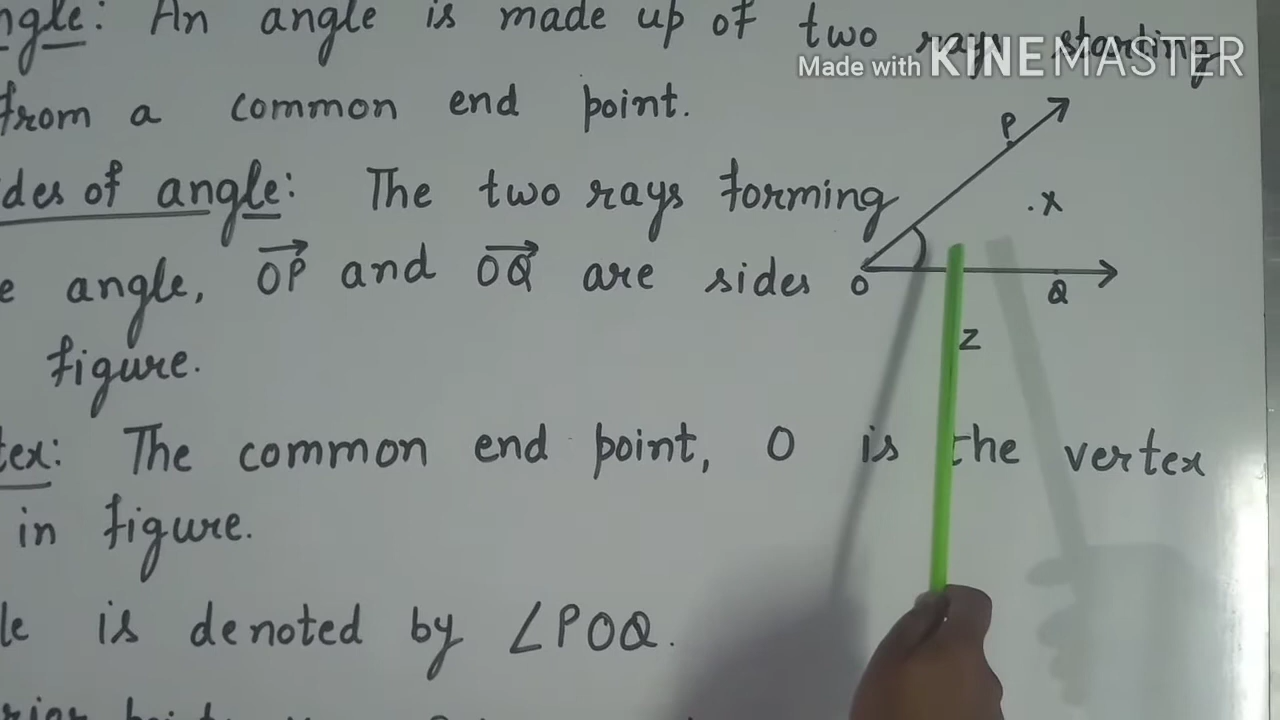 ngle: An angle is made up of two rays starting
Made with KINEMASTER
from a common end point.
P
des of angle: The two rays forming
.X
e angle, OP and OQ are sides
O
Q
Z
figure.
tex: The common end point, O is the vertex
in figure.
le is denoted by ∠POQ.